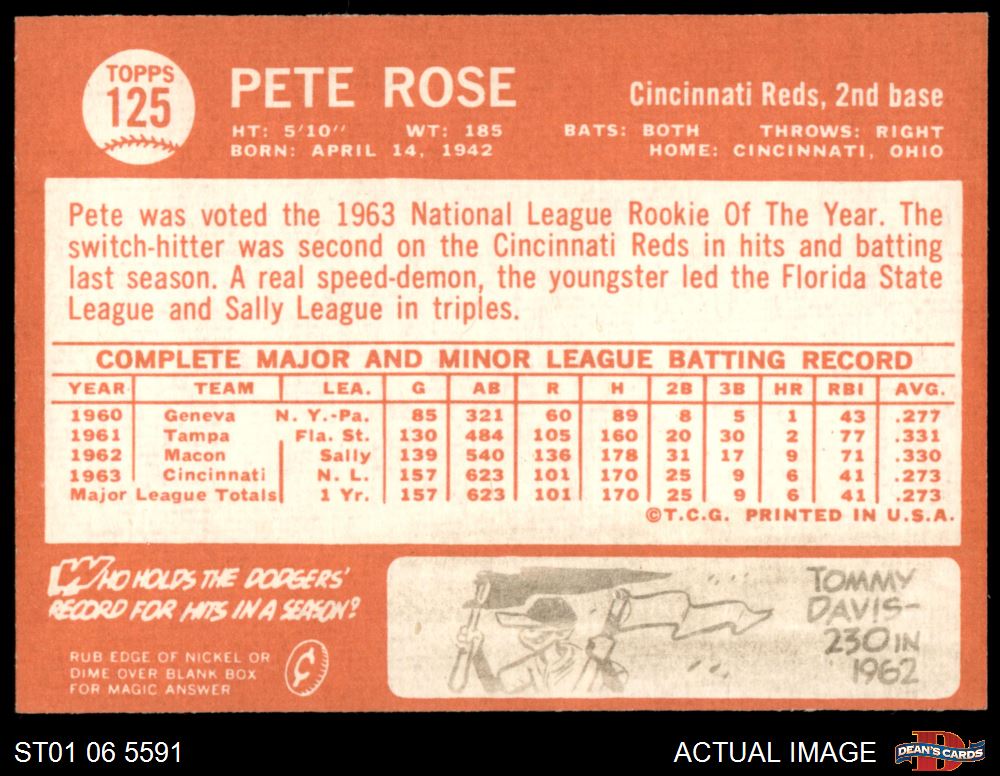 TOPPS
125
PETE ROSE
Cincinnati Reds, 2nd base
HT: 5'10" WT: 185 BATS: BOTH THROWS: RIGHT
BORN: APRIL 14, 1942 HOME: CINCINNATI, OHIO
Pete was voted the 1963 National League Rookie Of The Year. The
switch-hitter was second on the Cincinnati Reds in hits and batting
last season. A real speed-demon, the youngster led the Florida State
League and Sally League in triples.
COMPLETE MAJOR AND MINOR LEAGUE BATTING RECORD
YEAR TEAM LEA. G AB R H 2B 3B HR RBI AVG.
1960 Geneva N. Y.-Pa. 85 321 60 89 8 5 1 43 .277
1961 Tampa Fla. St. 130 484 105 160 20 30 2 77 .331
1962 Macon Sally 139 540 136 178 31 17 9 71 .330
1963 Cincinnati N. L. 157 623 101 170 25 9 6 41 .273
Major League Totals 1 Yr. 157 623 101 170 25 9 6 41 .273
©T.C.G. PRINTED IN U.S.A.
WHO HOLDS THE DODGERS'
RECORD FOR HITS IN A SEASON?
RUB EDGE OF NICKEL OR
DIME OVER BLANK BOX
FOR MAGIC ANSWER
¢
TOMMY
DAVIS-
230 IN
1962
ST01 06 5591
ACTUAL IMAGE
D
DEAN'S CARDS